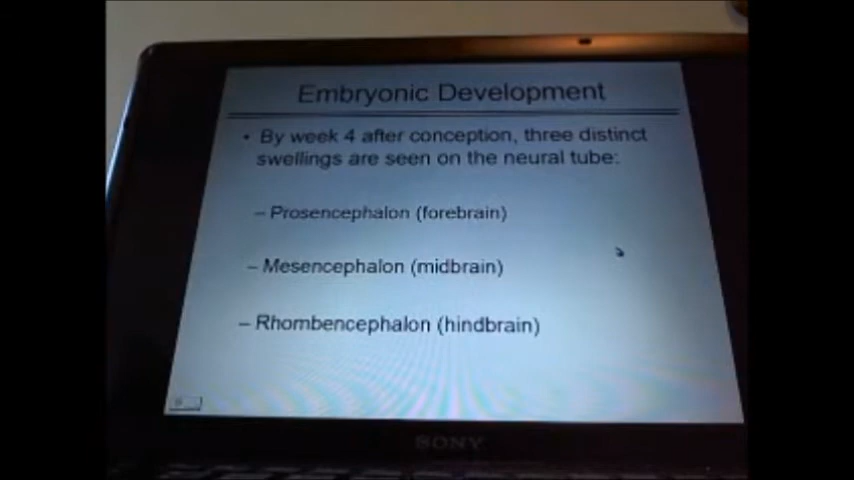 Embryonic Development
• By week 4 after conception, three distinct
swellings are seen on the neural tube:
– Prosencephalon (forebrain)
– Mesencephalon (midbrain)
– Rhombencephalon (hindbrain)
SONY